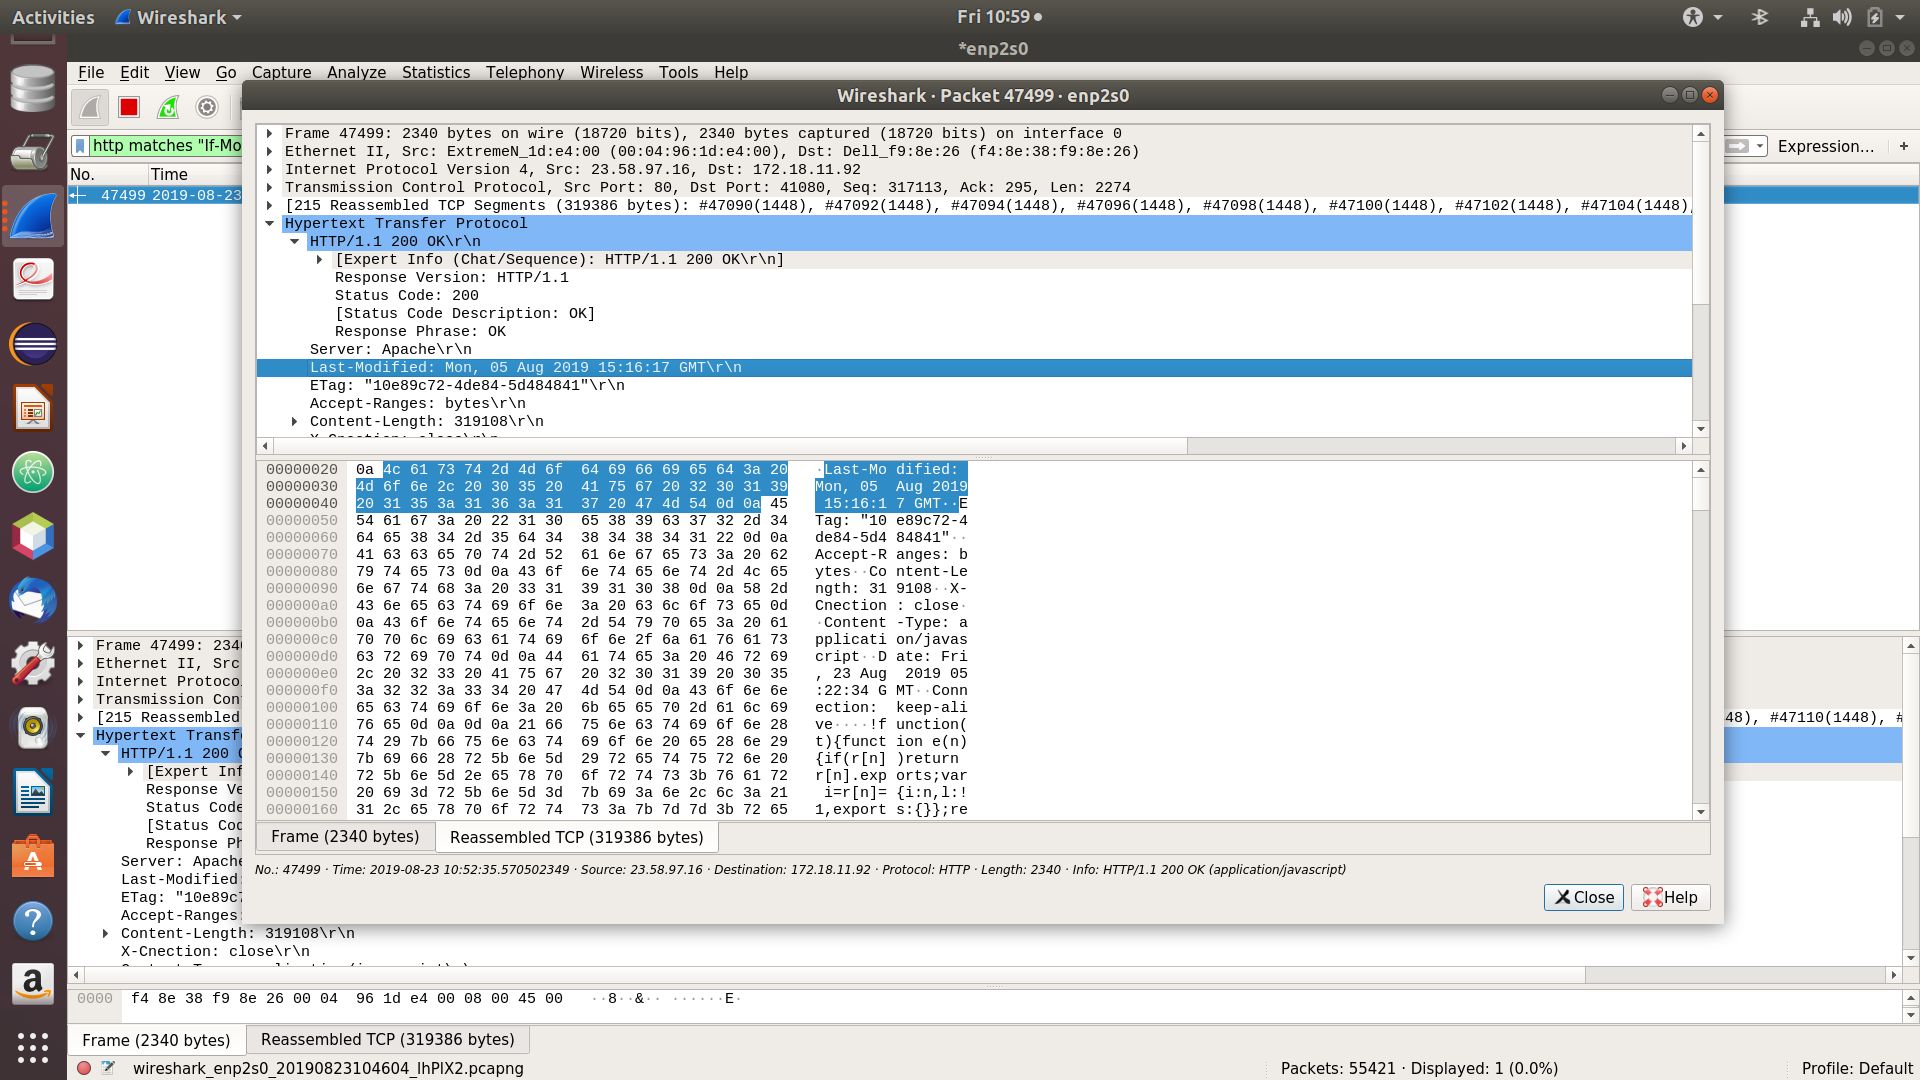 Activities
Wireshark
Fri 10:59
*enp2s0
File Edit View Go Capture Analyze Statistics Telephony Wireless Tools Help
http matches "If-Mo
Expression…
+
No. Time
47499 2019-08-23
Wireshark · Packet 47499 · enp2s0
Frame 47499: 2340 bytes on wire (18720 bits), 2340 bytes captured (18720 bits) on interface 0
Ethernet II, Src: ExtremeN_1d:e4:00 (00:04:96:1d:e4:00), Dst: Dell_f9:8e:26 (f4:8e:38:f9:8e:26)
Internet Protocol Version 4, Src: 23.58.97.16, Dst: 172.18.11.92
Transmission Control Protocol, Src Port: 80, Dst Port: 41080, Seq: 317113, Ack: 295, Len: 2274
[215 Reassembled TCP Segments (319386 bytes): #47090(1448), #47092(1448), #47094(1448), #47096(1448), #47098(1448), #47100(1448), #47102(1448), #47104(1448),
Hypertext Transfer Protocol
HTTP/1.1 200 OK\r\n
[Expert Info (Chat/Sequence): HTTP/1.1 200 OK\r\n]
Response Version: HTTP/1.1
Status Code: 200
[Status Code Description: OK]
Response Phrase: OK
Server: Apache\r\n
Last-Modified: Mon, 05 Aug 2019 15:16:17 GMT\r\n
ETag: "10e89c72-4de84-5d484841"\r\n
Accept-Ranges: bytes\r\n
Content-Length: 319108\r\n
X-Cnection: close\r\n
00000020 0a 4c 61 73 74 2d 4d 6f 64 69 66 69 65 64 3a 20 ·Last-Mo dified:
00000030 4d 6f 6e 2c 20 30 35 20 41 75 67 20 32 30 31 39 Mon, 05 Aug 2019
00000040 20 31 35 3a 31 36 3a 31 37 20 47 4d 54 0d 0a 45 15:16:1 7 GMT··E
00000050 54 61 67 3a 20 22 31 30 65 38 39 63 37 32 2d 34 Tag: "10 e89c72-4
00000060 64 65 38 34 2d 35 64 34 38 34 38 34 31 22 0d 0a de84-5d4 84841"··
00000070 41 63 63 65 70 74 2d 52 61 6e 67 65 73 3a 20 62 Accept-R anges: b
00000080 79 74 65 73 0d 0a 43 6f 6e 74 65 6e 74 2d 4c 65 ytes··Co ntent-Le
00000090 6e 67 74 68 3a 20 33 31 39 31 30 38 0d 0a 58 2d ngth: 31 9108··X-
000000a0 43 6e 65 63 74 69 6f 6e 3a 20 63 6c 6f 73 65 0d Cnection : close·
000000b0 0a 43 6f 6e 74 65 6e 74 2d 54 79 70 65 3a 20 61 ·Content -Type: a
000000c0 70 70 6c 69 63 61 74 69 6f 6e 2f 6a 61 76 61 73 pplicati on/javas
000000d0 63 72 69 70 74 0d 0a 44 61 74 65 3a 20 46 72 69 cript··D ate: Fri
000000e0 2c 20 32 33 20 41 75 67 20 32 30 31 39 20 30 35 , 23 Aug 2019 05
000000f0 3a 32 32 3a 33 34 20 47 4d 54 0d 0a 43 6f 6e 6e :22:34 G MT··Conn
00000100 65 63 74 69 6f 6e 3a 20 6b 65 65 70 2d 61 6c 69 ection: keep-ali
00000110 76 65 0d 0a 0d 0a 21 66 75 6e 63 74 69 6f 6e 28 ve····!f unction(
00000120 74 29 7b 66 75 6e 63 74 69 6f 6e 20 65 28 6e 29 t){funct ion e(n)
00000130 7b 69 66 28 72 5b 6e 5d 29 72 65 74 75 72 6e 20 {if(r[n] )return
00000140 72 5b 6e 5d 2e 65 78 70 6f 72 74 73 3b 76 61 72 r[n].exp orts;var
00000150 20 69 3d 72 5b 6e 5d 3d 7b 69 3a 6e 2c 6c 3a 21 i=r[n]= {i:n,l:!
00000160 31 2c 65 78 70 6f 72 74 73 3a 7b 7d 7d 3b 72 65 1,export s:{}};re
Frame (2340 bytes) Reassembled TCP (319386 bytes)
No.: 47499 · Time: 2019-08-23 10:52:35.570502349 · Source: 23.58.97.16 · Destination: 172.18.11.92 · Protocol: HTTP · Length: 2340 · Info: HTTP/1.1 200 OK (application/javascript)
Close
Help
Frame 47499: 234
Ethernet II, Src
Internet Protoco
Transmission Con
[215 Reassembled
48), #47110(1448), #
Hypertext Transf
HTTP/1.1 200
[Expert Inf
Response Ve
Status Code
[Status Cod
Response Ph
Server: Apache
Last-Modified:
ETag: "10e89c7
Accept-Ranges:
Content-Length: 319108\r\n
X-Cnection: close\r\n
0000 f4 8e 38 f9 8e 26 00 04 96 1d e4 00 08 00 45 00 ··8··&·· ······E·
Frame (2340 bytes) Reassembled TCP (319386 bytes)
wireshark_enp2s0_20190823104604_lhPlX2.pcapng
Packets: 55421 · Displayed: 1 (0.0%)
Profile: Default